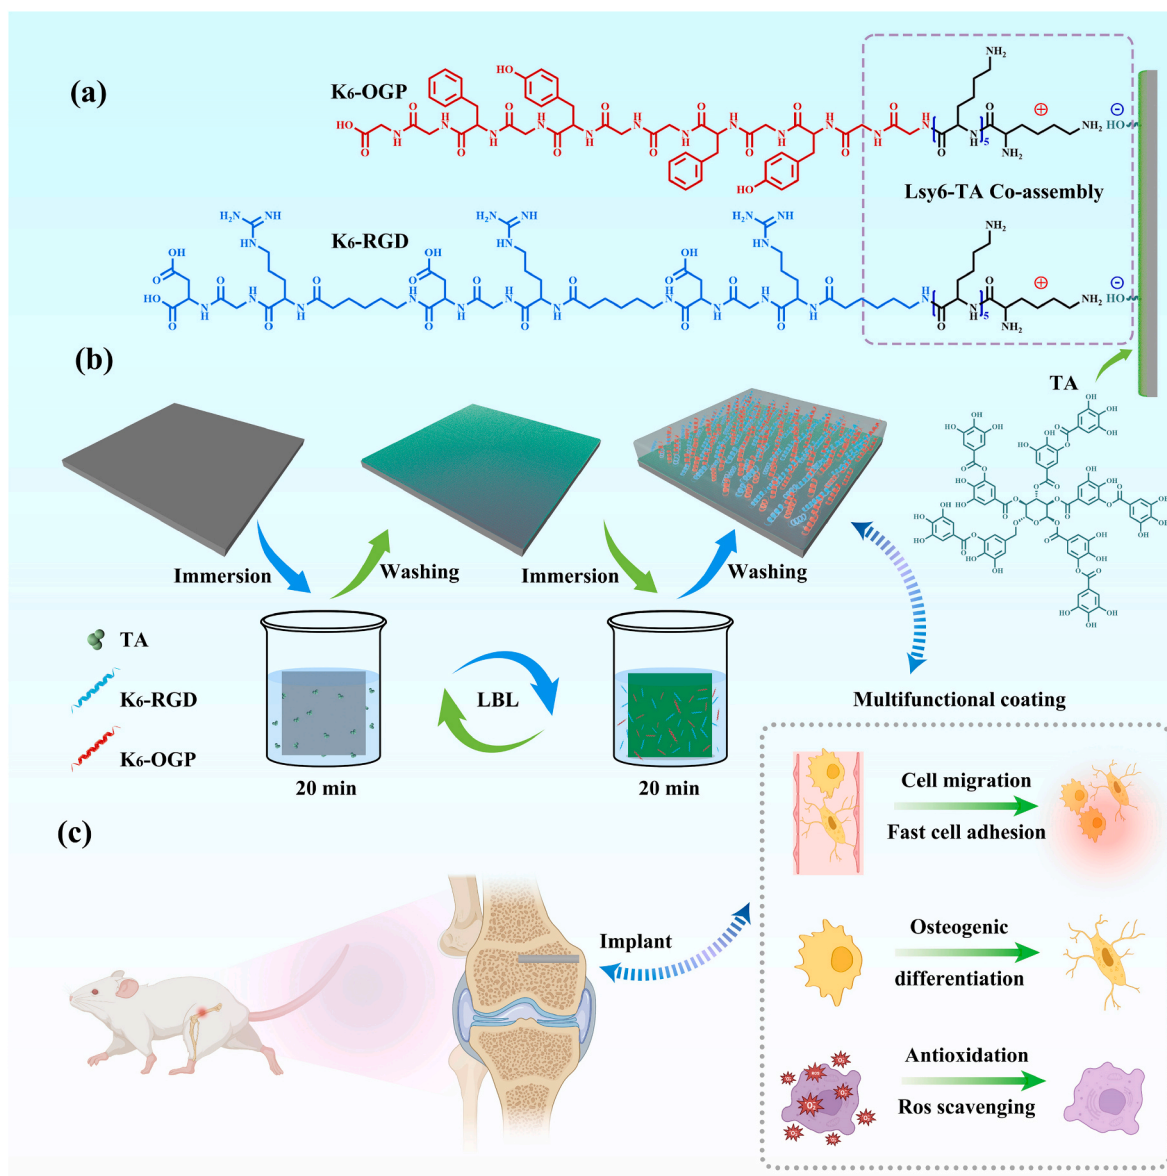 (a)
K6-OGP
Lsy6-TA Co-assembly
K6-RGD
(b)
TA
Immersion
Washing
Immersion
Washing
TA
K6-RGD
K6-OGP
LBL
20 min
20 min
Multifunctional coating
(c)
Implant
Cell migration
Fast cell adhesion
Osteogenic
differentiation
Antioxidation
Ros scavenging